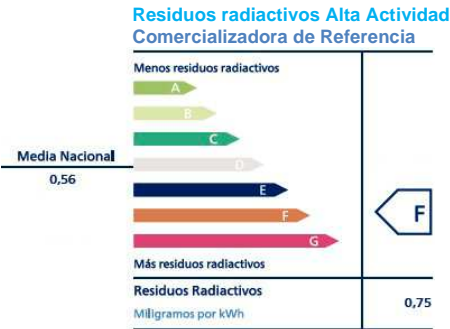 Residuos radiactivos Alta Actividad
Comercializadora de Referencia
Menos residuos radiactivos
A
B
C
Media Nacional
D
0,56
E
F
F
G
Más residuos radiactivos
Residuos Radiactivos
Miligramos por kWh
0,75